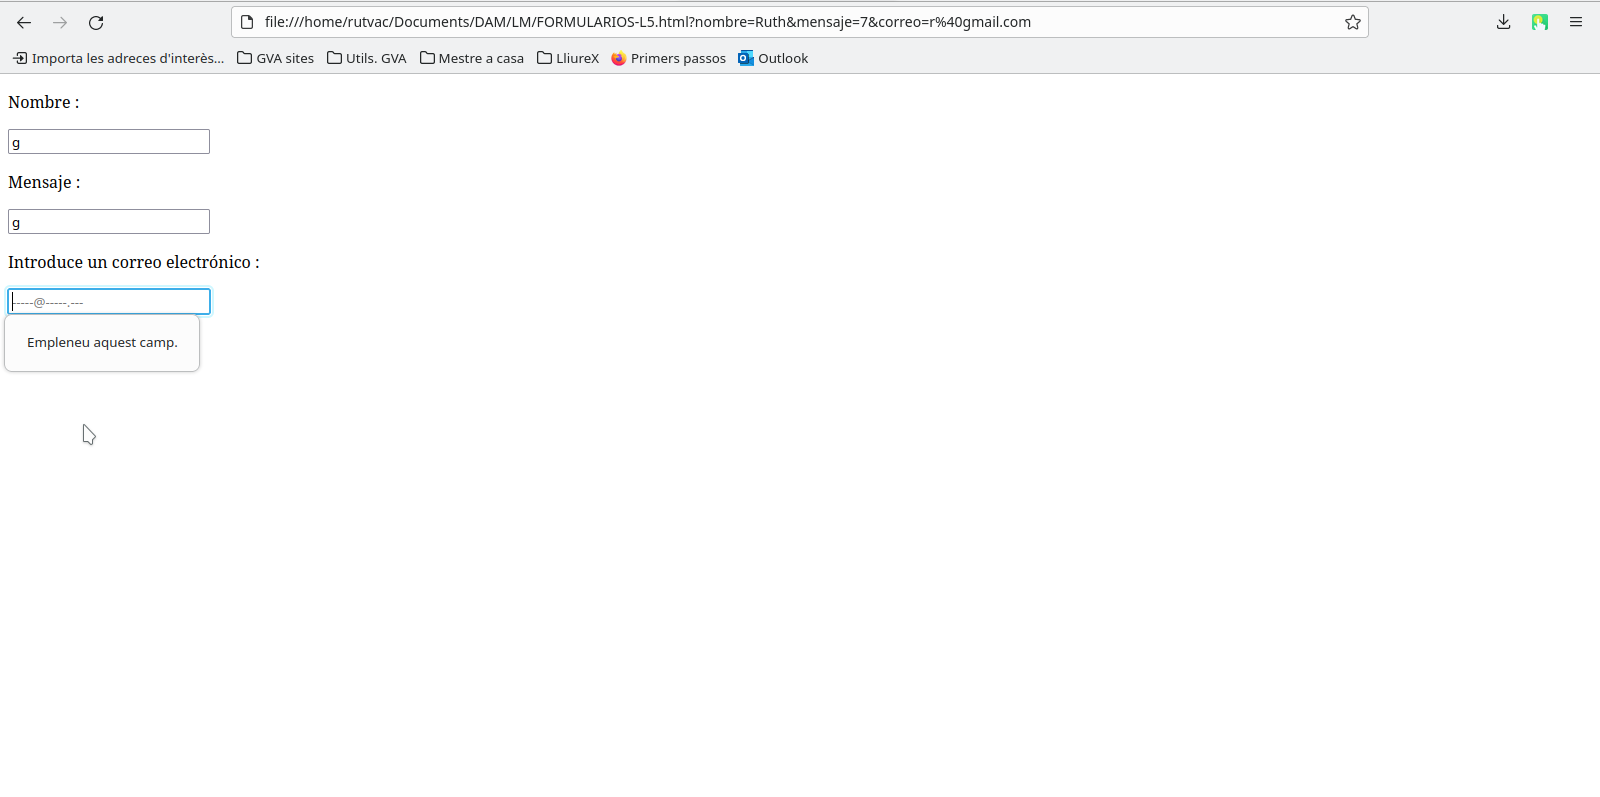 file:///home/rutvac/Documents/DAM/LM/FORMULARIOS-L5.html?nombre=Ruth&mensaje=7&correo=r%40gmail.com
Importa les adreces d'interès... GVA sites Utils. GVA Mestre a casa LliureX Primers passos Outlook
Nombre :
g
Mensaje :
g
Introduce un correo electrónico :
-----@-----.---
Empleneu aquest camp.